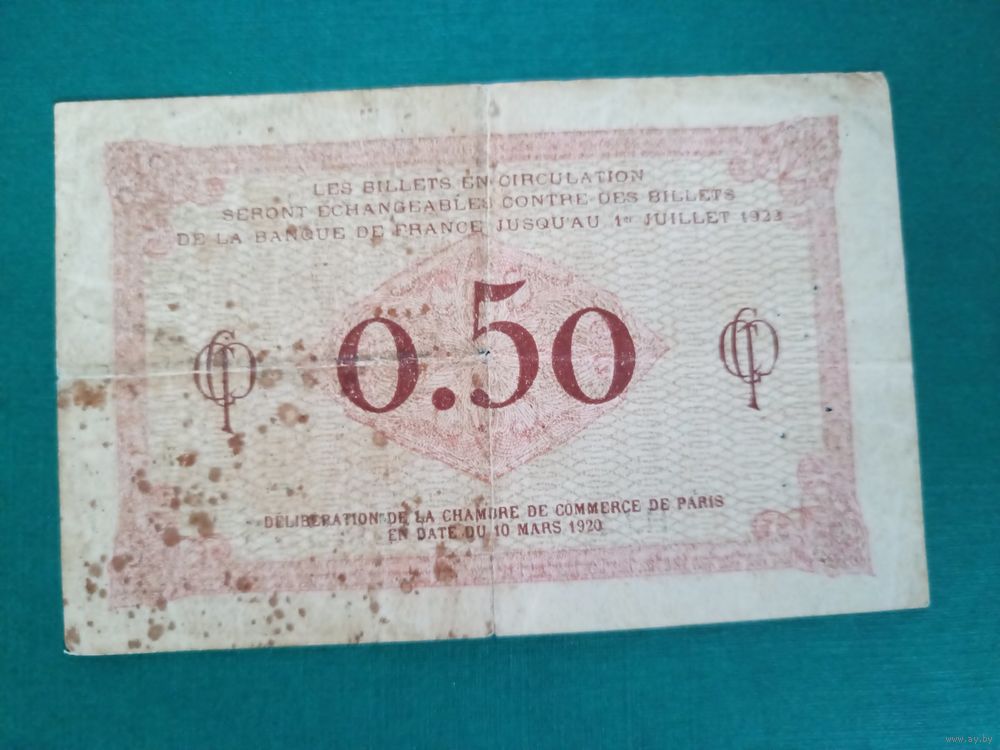 LES BILLETS EN CIRCULATION
SERONT ECHANGEABLES CONTRE DES BILLETS
DE LA BANQUE DE FRANCE JUSQU'AU 1er JUILLET 1923
0.50
DELIBERATION DE LA CHAMBRE DE COMMERCE DE PARIS
EN DATE DU 10 MARS 1920
www.ay.by